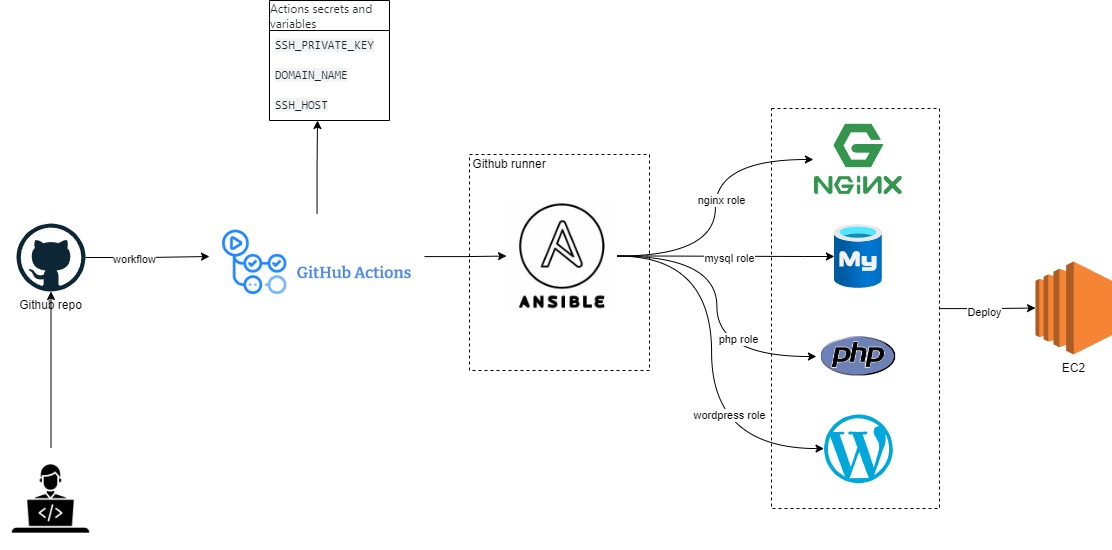 Actions secrets and
variables
SSH_PRIVATE_KEY
DOMAIN_NAME
SSH_HOST
Github runner
NGINX
nginx role
workflow
GitHub Actions
ANSIBLE
mysql role
My
Github repo
Deploy
php role
php
EC2
wordpress role
W
</>